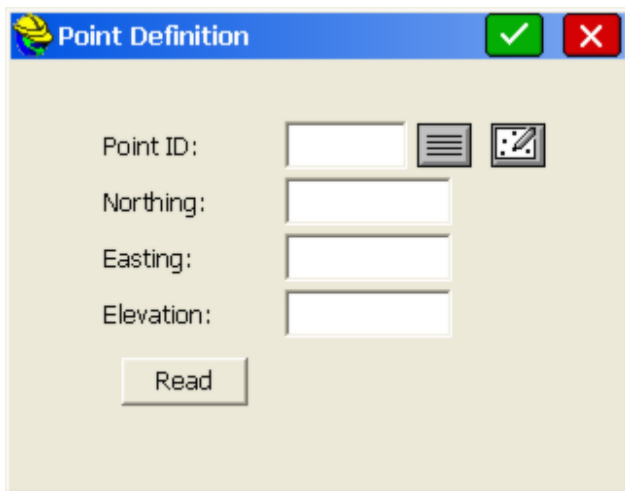 Point Definition
Point ID:
Northing:
Easting:
Elevation:
Read